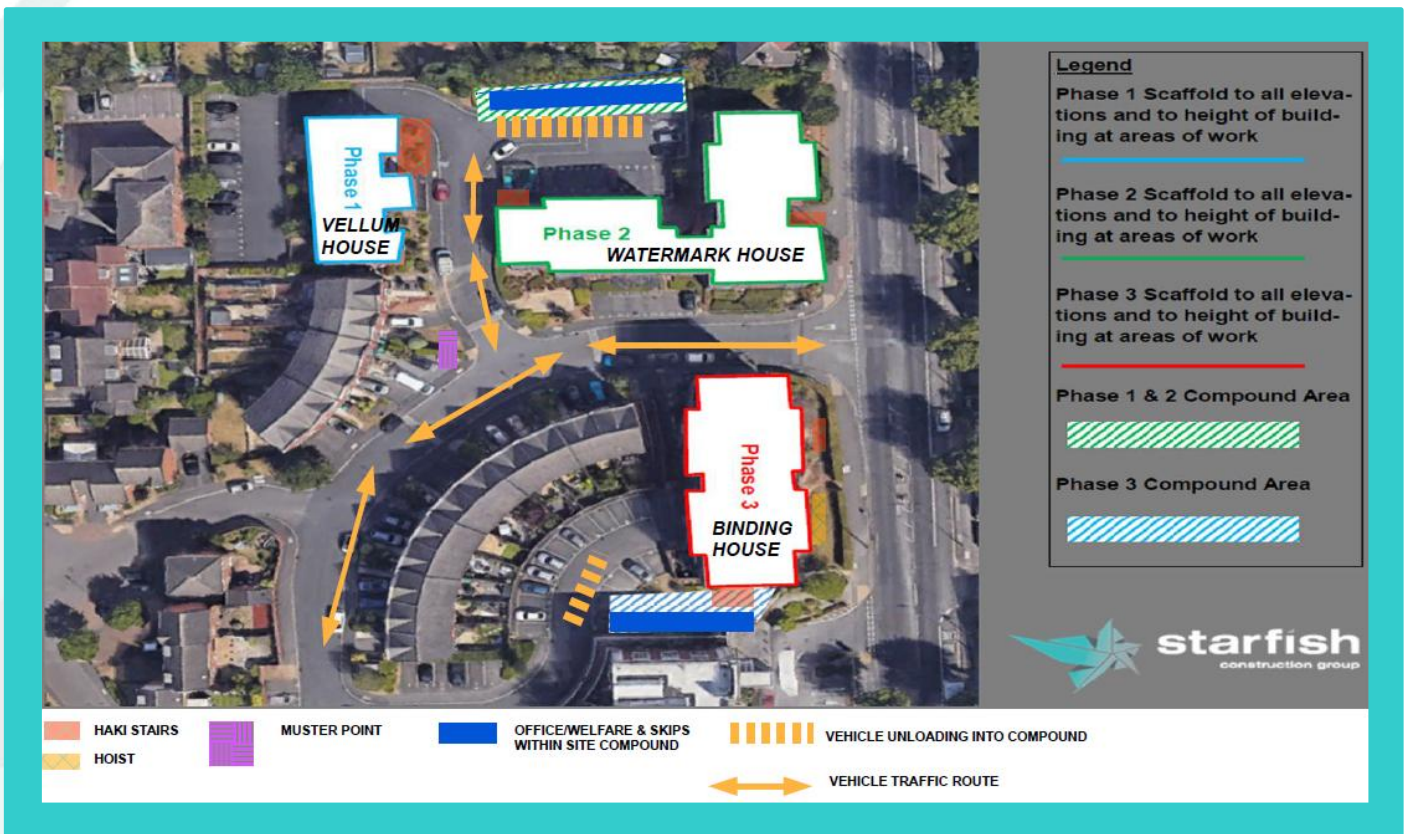 Legend
Phase 1 Scaffold to all eleva-
tions and to height of build-
ing at areas of work
Phase 2 Scaffold to all eleva-
tions and to height of build-
ing at areas of work
Phase 3 Scaffold to all eleva-
tions and to height of build-
ing at areas of work
Phase 1 & 2 Compound Area
Phase 3 Compound Area
Phase 1
VELLUM
HOUSE
Phase 2
WATERMARK HOUSE
Phase 3
BINDING
HOUSE
starfish
construction group
HAKI STAIRS
HOIST
MUSTER POINT
OFFICE/WELFARE & SKIPS
WITHIN SITE COMPOUND
VEHICLE UNLOADING INTO COMPOUND
VEHICLE TRAFFIC ROUTE